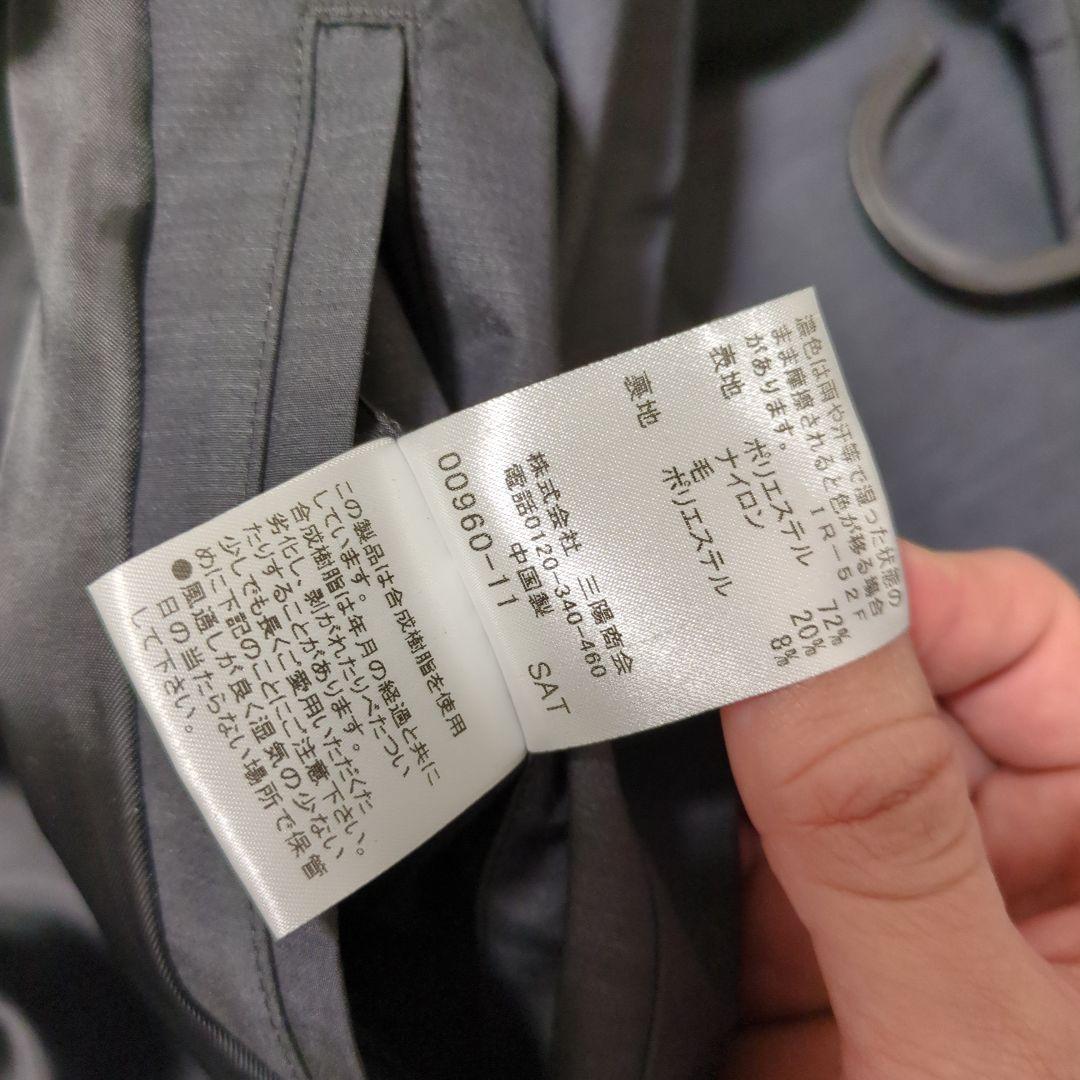 濃色は雨や汗等で湿った状態の
まま摩擦されると色が移る場合
があります。 1R-52F
表地 ポリエステル 72%
ナイロン 20%
毛 8%
裏地 ポリエステル
株式会社 三陽商会
電話0120-340-460
中国製
00960-11 SAT
この製品は合成樹脂を使用
しています。
合成樹脂は年月の経過と共に
劣化し、剥がれたりべたつい
たりすることがあります。
少しでも長くご愛用いただくた
めに下記のことにご注意下さい。
●風通しが良く湿気の少ない
日の当たらない場所で保管
して下さい。